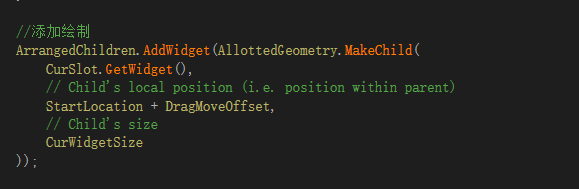 //添加绘制
ArrangedChildren.AddWidget(AllottedGeometry.MakeChild(
CurSlot.GetWidget(),
// Child's local position (i.e. position within parent)
StartLocation + DragMoveOffset,
// Child's size
CurWidgetSize
));